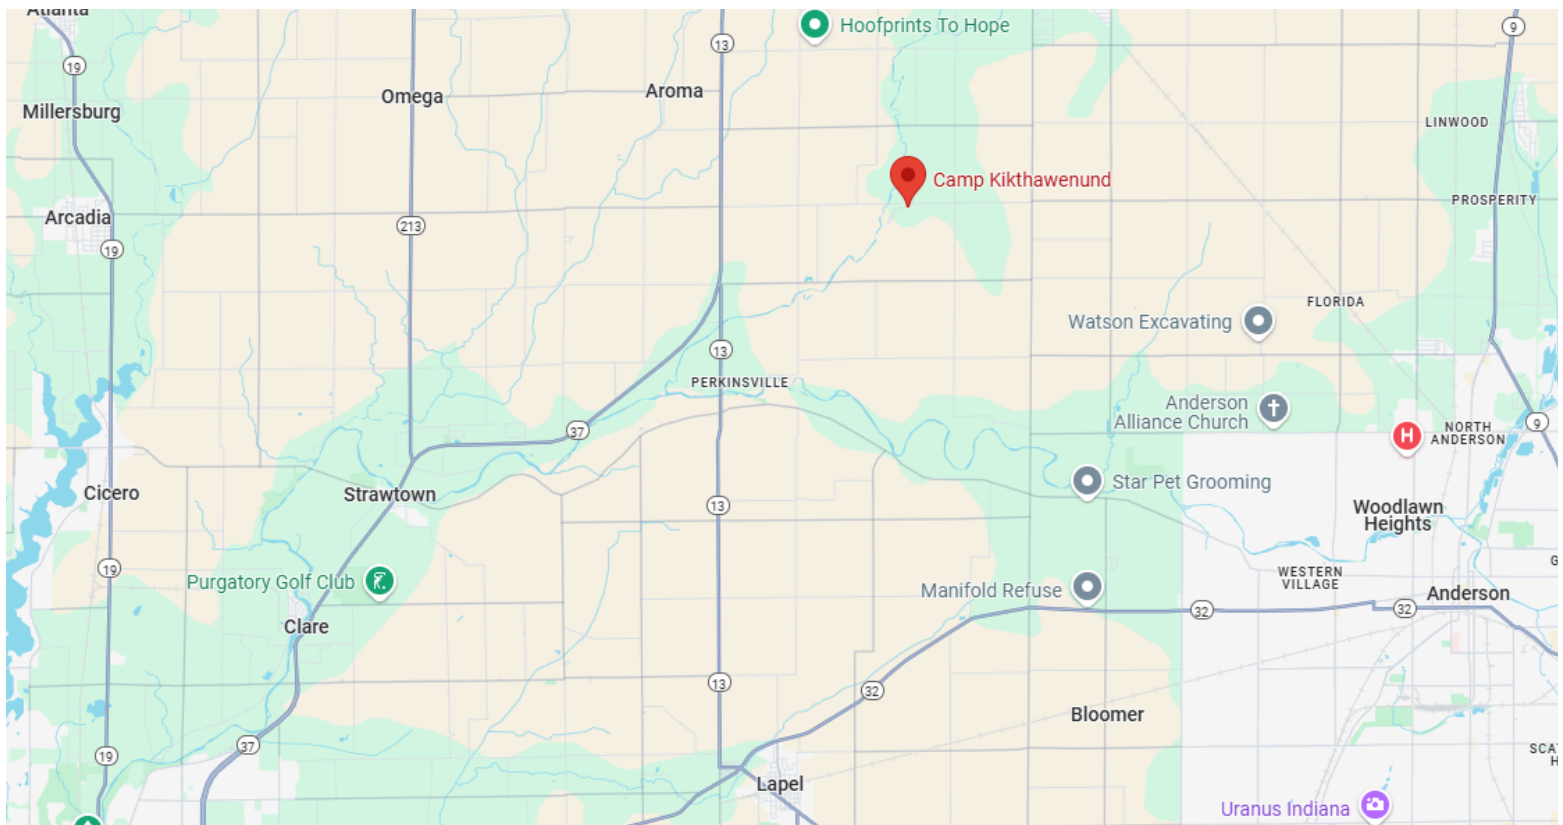 Atlanta
Hoofprints To Hope
9
13
19
Aroma
Omega
Millersburg
LINWOOD
Camp Kikthawenund
PROSPERITY
Arcadia
213
19
FLORIDA
Watson Excavating
13
PERKINSVILLE
Anderson
Alliance Church
37
H
NORTH
ANDERSON
9
Star Pet Grooming
Cicero
Strawtown
13
Woodlawn
Heights
19
Purgatory Golf Club
WESTERN
VILLAGE
Manifold Refuse
Anderson
32
32
Clare
13
32
Bloomer
37
19
Lapel
Uranus Indiana